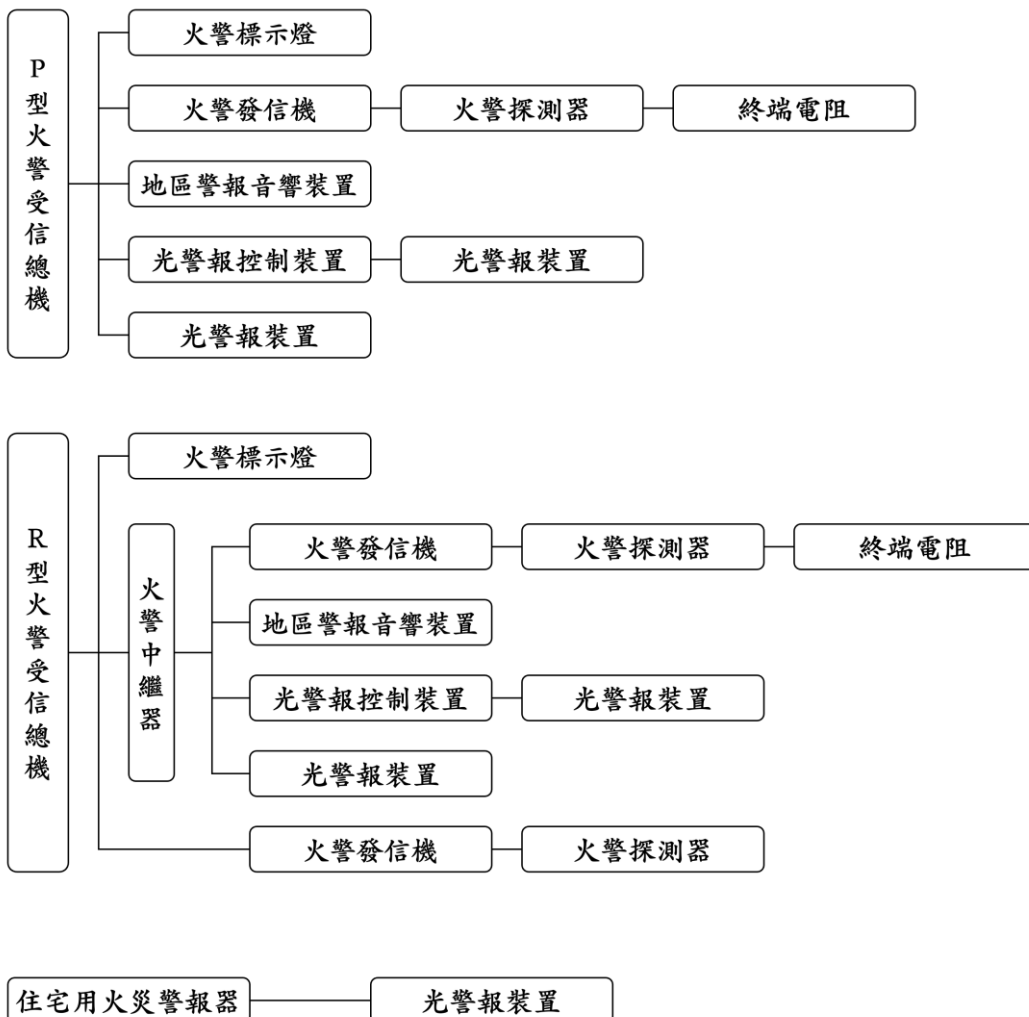 P型火警受信總機
火警標示燈
火警發信機
火警探測器
終端電阻
地區警報音響裝置
光警報控制裝置
光警報裝置
光警報裝置
R型火警受信總機
火警標示燈
火警中繼器
火警發信機
火警探測器
終端電阻
地區警報音響裝置
光警報控制裝置
光警報裝置
光警報裝置
火警發信機
火警探測器
住宅用火災警報器
光警報裝置